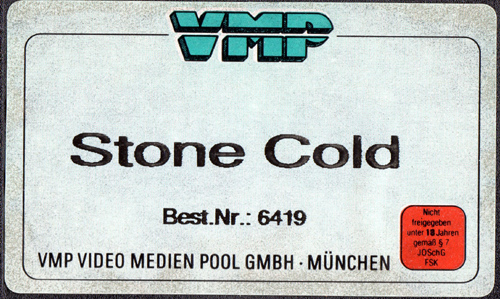 VMP
Stone Cold
Best.Nr.: 6419
Nicht
freigegeben
unter 18 Jahren
gemäß § 7
JÖSchG
FSK
VMP VIDEO MEDIEN POOL GMBH · MÜNCHEN